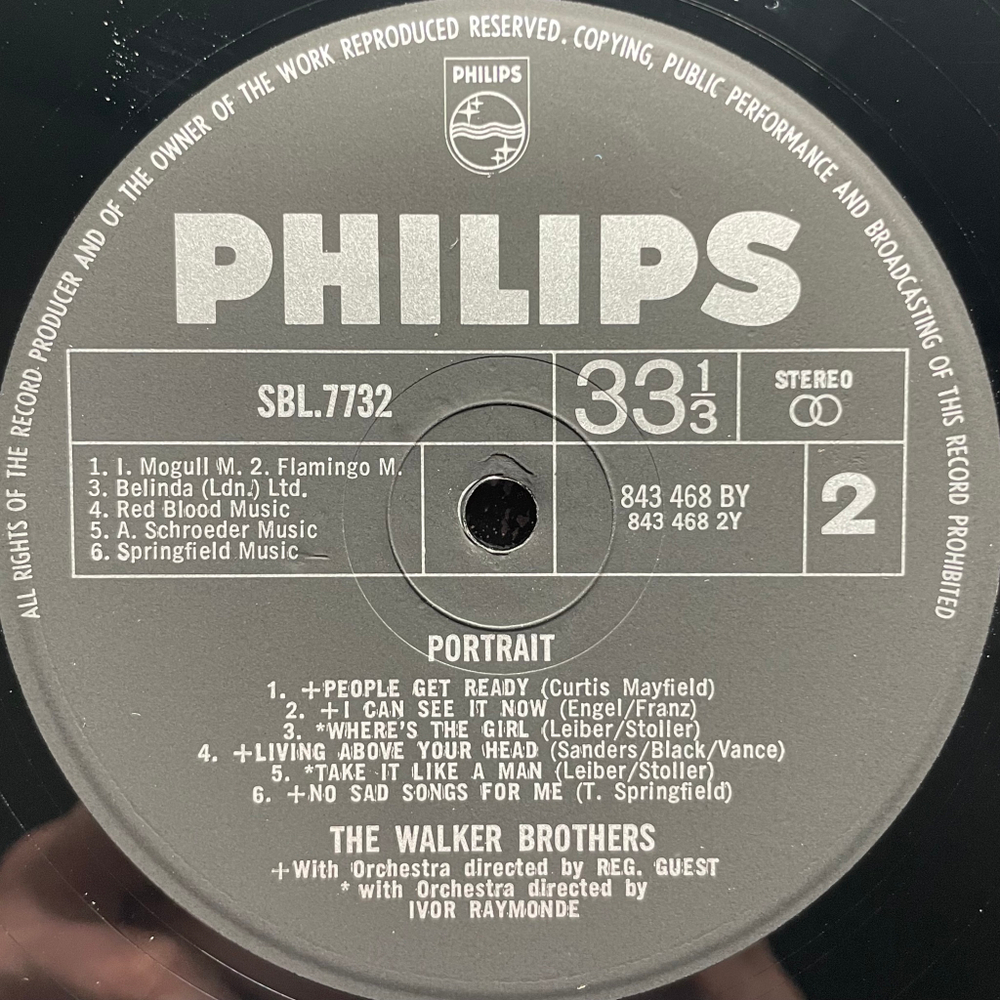 ALL RIGHTS OF THE RECORD PRODUCER AND OF THE OWNER OF THE WORK REPRODUCED RESERVED. COPYING, PUBLIC PERFORMANCE AND BROADCASTING OF THIS RECORD PROHIBITED
PHILIPS
PHILIPS
SBL.7732
33 1/3
STEREO
1. I. Mogull M. 2. Flamingo M.
3. Belinda (Ldn.) Ltd.
4. Red Blood Music
5. A. Schroeder Music
6. Springfield Music
843 468 BY
843 468 2Y
2
PORTRAIT
1. +PEOPLE GET READY (Curtis Mayfield)
2. +I CAN SEE IT NOW (Engel/Franz)
3. *WHERE'S THE GIRL (Leiber/Stoller)
4. +LIVING ABOVE YOUR HEAD (Sanders/Black/Vance)
5. *TAKE IT LIKE A MAN (Leiber/Stoller)
6. +NO SAD SONGS FOR ME (T. Springfield)
THE WALKER BROTHERS
+With Orchestra directed by REG. GUEST
* with Orchestra directed by
IVOR RAYMONDE